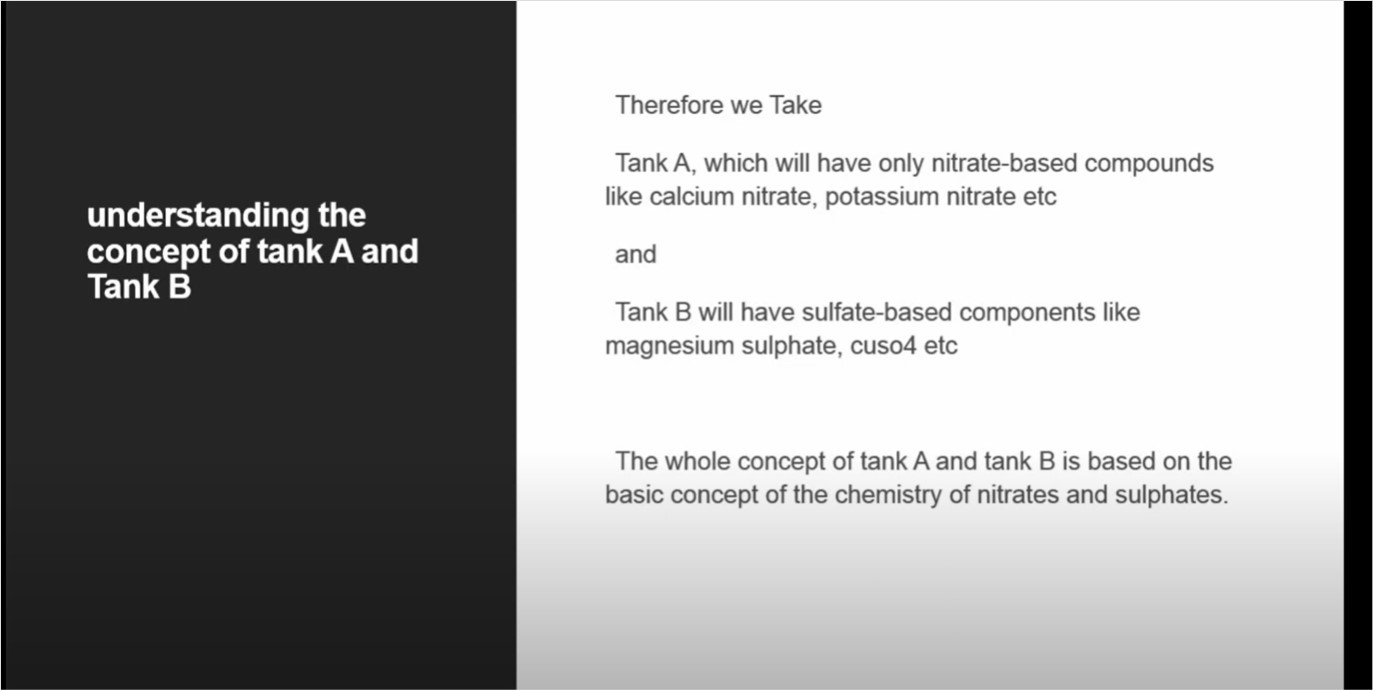 understanding the
concept of tank A and
Tank B
Therefore we Take
Tank A, which will have only nitrate-based compounds
like calcium nitrate, potassium nitrate etc
and
Tank B will have sulfate-based components like
magnesium sulphate, cuso4 etc
The whole concept of tank A and tank B is based on the
basic concept of the chemistry of nitrates and sulphates.